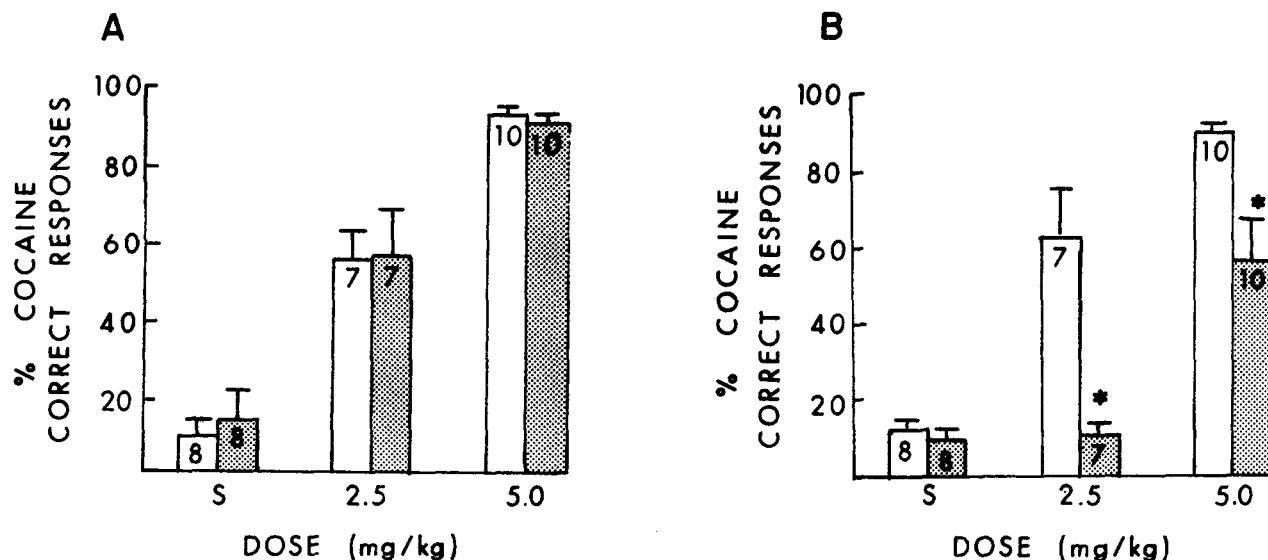 A
% COCAINE
CORRECT RESPONSES
100
80
60
40
20
8
8
7
7
10
10
S
2.5
5.0
DOSE (mg/kg)
B
% COCAINE
CORRECT RESPONSES
100
80
60
40
20
8
8
7
*
7
10
*
10
S
2.5
5.0
DOSE (mg/kg)